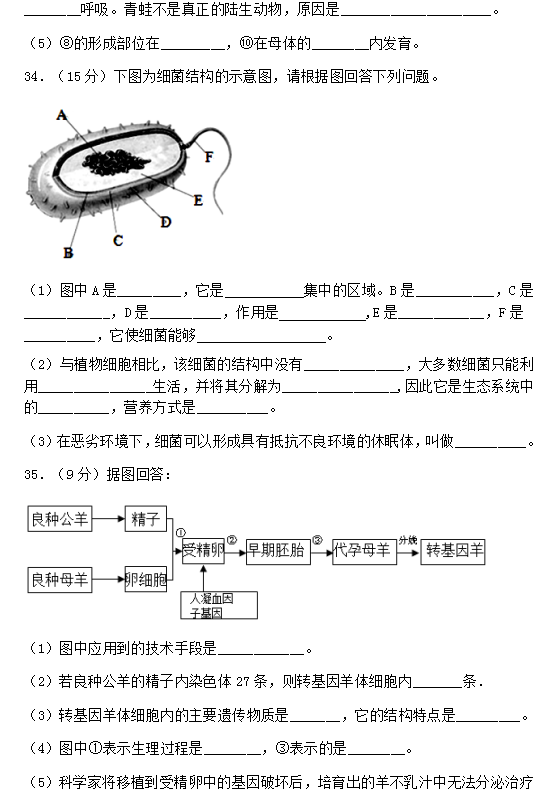 ________呼吸。青蛙不是真正的陆生动物，原因是_____________________。
（5）⑧的形成部位在_________，⑩在母体的________内发育。
34．（15 分）下图为细菌结构的示意图，请根据图回答下列问题。
A
F
E
D
C
B
（1）图中 A 是_________，它是___________集中的区域。B 是___________，C 是
____________，D 是__________，作用是____________,E 是____________，F 是
__________，它使细菌能够__________________。
（2）与植物细胞相比，该细菌的结构中没有______________，大多数细菌只能利
用________________生活，并将其分解为________________,因此它是生态系统中
的__________，营养方式是__________。
（3）在恶劣环境下,细菌可以形成具有抵抗不良环境的休眠体,叫做__________。
35．（9 分）据图回答：
良种公羊 精子
① 受精卵 ② 早期胚胎 ③ 代孕母羊 分娩 转基因羊
良种母羊 卵细胞
人凝血因
子基因
（1）图中应用到的技术手段是____________。
（2）若良种公羊的精子内染色体 27 条，则转基因羊体细胞内_______条.
（3）转基因羊体细胞内的主要遗传物质是_______，它的结构特点是_________。
（4）图中①表示生理过程是________，③表示的是________。
（5）科学家将移植到受精卵中的基因破坏后，培育出的羊不乳汁中无法分泌治疗